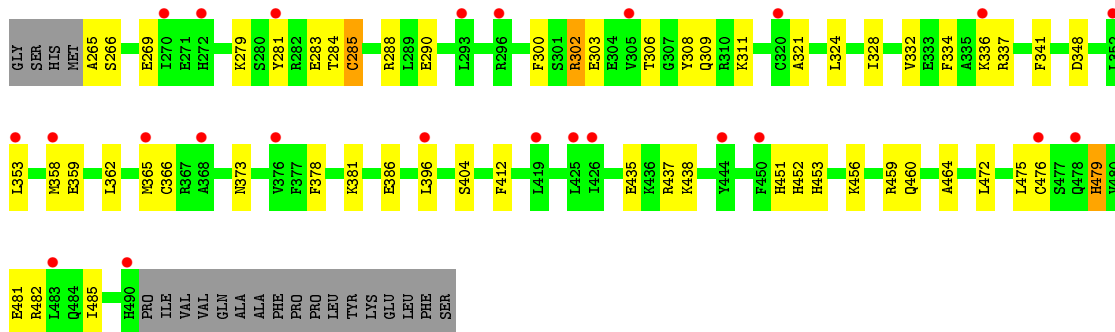 GLY SER HIS MET A265 S266 E269 I270 E271 H272 K279 S280 Y281 R282 E283 T284 C285 R288 L289 E290 L293 R296 F300 S301 R302 E303 E304 V305 T306 G307 Y308 Q309 R310 K311 C320 A321 L324 I328 V332 E333 F334 A335 K336 R337 F341 D348 L352
L353 M358 E359 L362 M365 C366 R367 A368 N373 V376 F377 F378 K381 E386 L396 S404 F412 L419 L425 I426 E435 K436 R437 K438 Y444 F450 H451 H452 H453 K456 R459 Q460 A464 L472 L475 C476 S477 Q478 H479 V480
E481 R482 L483 Q484 I485 H490 PRO ILE VAL VAL GLN ALA ALA PHE PRO PRO LEU TYR LYS GLU LEU PHE SER